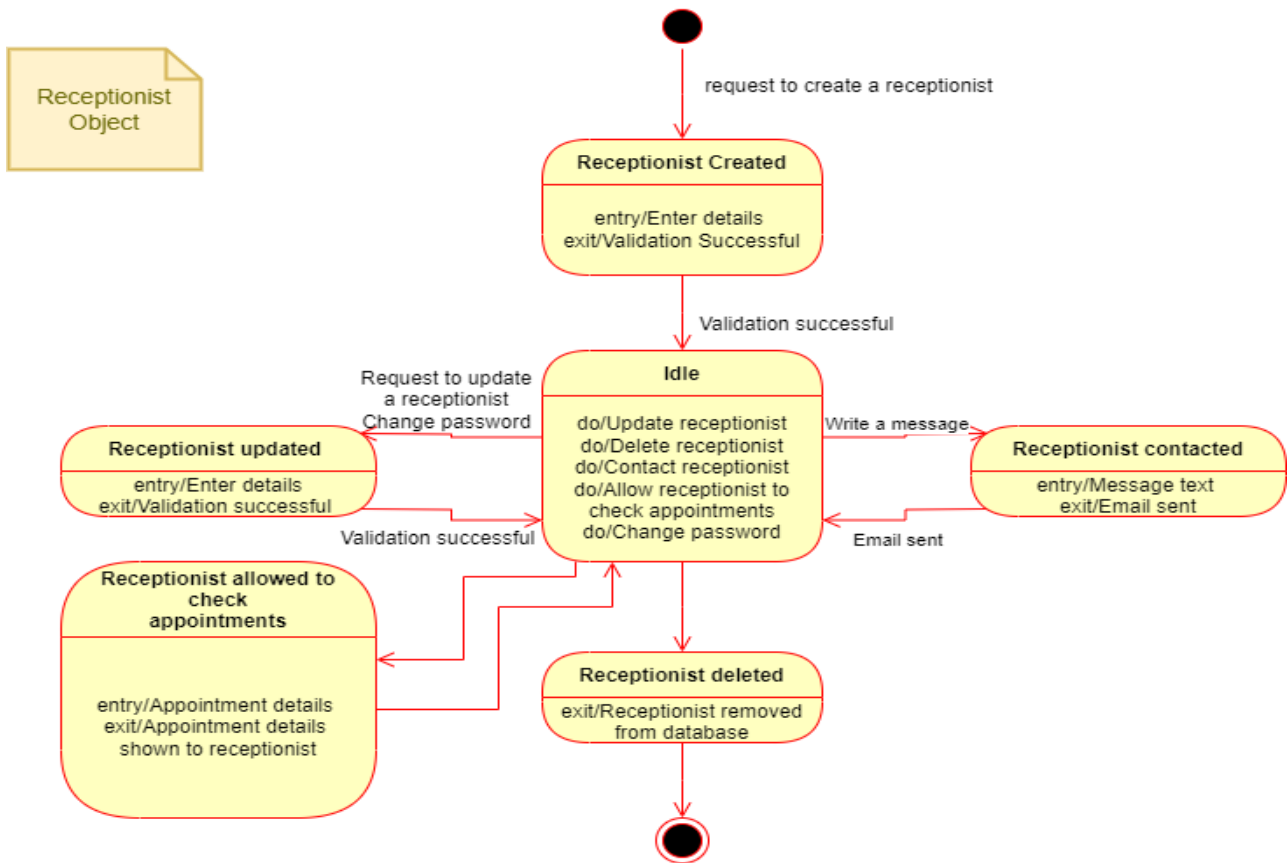 Receptionist
Object
request to create a receptionist
Receptionist Created
entry/Enter details
exit/Validation Successful
Validation successful
Idle
do/Update receptionist
do/Delete receptionist
do/Contact receptionist
do/Allow receptionist to
check appointments
do/Change password
Request to update
a receptionist
Change password
Write a message
Receptionist updated
entry/Enter details
exit/Validation successful
Validation successful
Receptionist contacted
entry/Message text
exit/Email sent
Email sent
Receptionist allowed to
check
appointments
entry/Appointment details
exit/Appointment details
shown to receptionist
Receptionist deleted
exit/Receptionist removed
from database